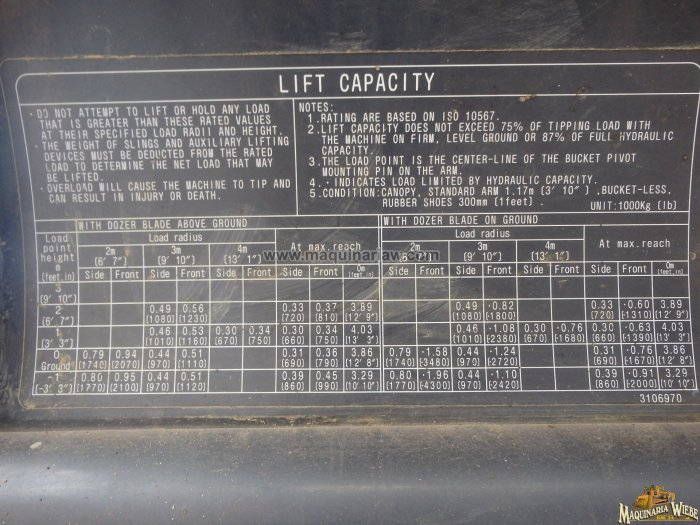 LIFT CAPACITY
· DO NOT ATTEMPT TO LIFT OR HOLD ANY LOAD
THAT IS GREATER THAN THESE RATED VALUES
AT THEIR SPECIFIED LOAD RADII AND HEIGHT.
· THE WEIGHT OF SLINGS AND AUXILIARY LIFTING
DEVICES MUST BE DEDUCTED FROM THE RATED
LOAD TO DETERMINE THE NET LOAD THAT MAY
BE LIFTED.
· OVERLOAD WILL CAUSE THE MACHINE TO TIP AND
CAN RESULT IN INJURY OR DEATH.
NOTES:
1.RATING ARE BASED ON ISO 10567.
2.LIFT CAPACITY DOES NOT EXCEED 75% OF TIPPING LOAD WITH
THE MACHINE ON FIRM, LEVEL GROUND OR 87% OF FULL HYDRAULIC
CAPACITY.
3.THE LOAD POINT IS THE CENTER-LINE OF THE BUCKET PIVOT
MOUNTING PIN ON THE ARM.
4. · INDICATES LOAD LIMITED BY HYDRAULIC CAPACITY.
5.CONDITION:CANOPY, STANDARD ARM 1.17m (3' 10") ,BUCKET-LESS,
RUBBER SHOES 300mm (1feet) .
UNIT:1000Kg (lb)
WITH DOZER BLADE ABOVE GROUND WITH DOZER BLADE ON GROUND
Load point height m (feet, in) Load radius At max. reach Load radius At max. reach
2m 3m 4m 2m 3m 4m
(6' 7") (9' 10") (13' 1") (6' 7") (9' 10") (13' 1")
Side Front Side Front Side Front Side Front m (feet, in) Side Front Side Front Side Front Side Front m (feet, in)
3
(9' 10")
2 0.49 0.56 0.33 0.37 3.89 0.49 ·0.82 0.33 ·0.60 3.89
(6' 7") (1080) (1230) (720) (810) (12' 9") (1080) (·1800) (720) (·1310) (12' 9")
1 0.46 0.53 0.30 0.34 0.30 0.34 4.03 0.46 ·1.08 0.30 ·0.76 0.30 ·0.63 4.03
(3' 3") (1010) (1160) (670) (750) (660) (750) (13' 3") (1010) (·2380) (670) (·1680) (660) (·1390) (13' 3")
0 0.79 0.94 0.44 0.51 0.31 0.36 3.86 0.79 ·1.58 0.44 ·1.24 0.31 ·0.76 3.86
Ground (1740) (2070) (970) (1110) (690) (790) (12' 8") (1740) (·3480) (970) (·2720) (690) (·1670) (12' 8")
-1 0.80 0.95 0.44 0.51 0.39 0.45 3.29 0.80 ·1.96 0.44 ·1.10 0.39 ·0.91 3.29
(-3' 3") (1770) (2100) (970) (1120) (860) (990) (10' 10") (1770) (·4300) (970) (·2420) (860) (·2000) (10' 10")
3106970
MAQUINARIA WIEBE